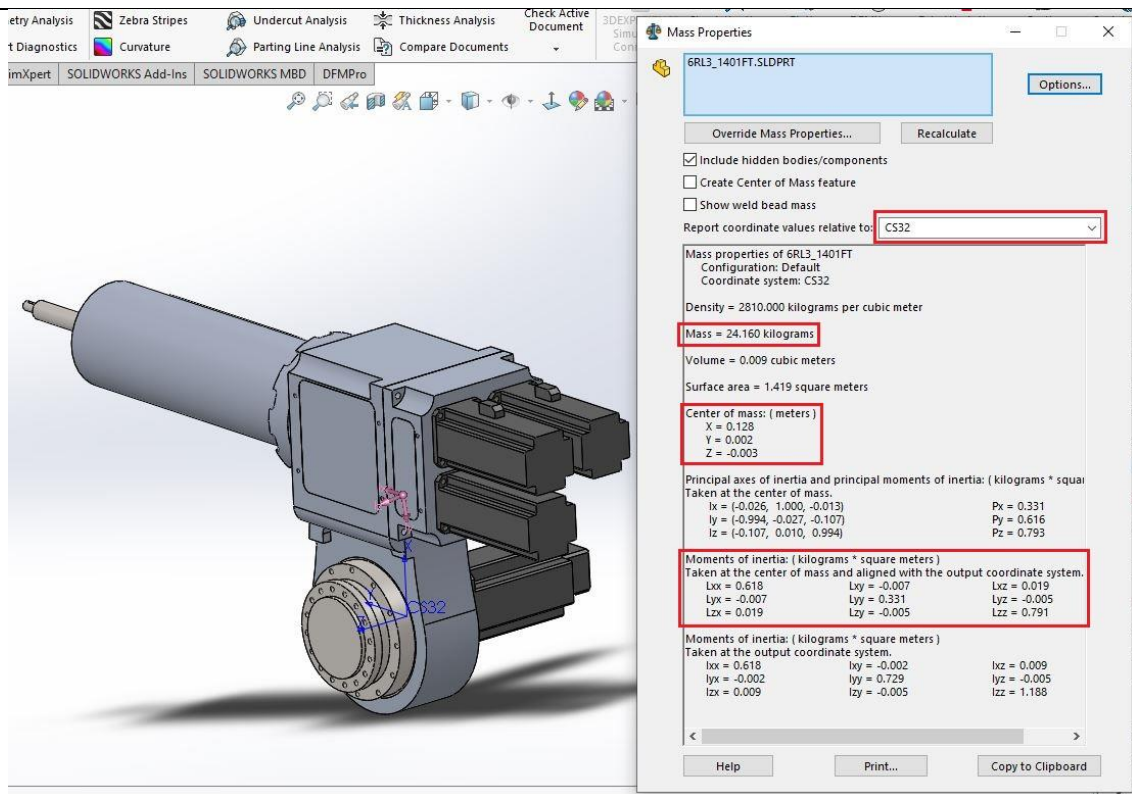 etry Analysis
Zebra Stripes
Undercut Analysis
Thickness Analysis
Check Active
Document
3DEXP
Simu
Con
t Diagnostics
Curvature
Parting Line Analysis
Compare Documents
imXpert
SOLIDWORKS Add-Ins
SOLIDWORKS MBD
DFMPro
X
Y
Z
CS32
Mass Properties
6RL3_1401FT.SLDPRT
Options...
Override Mass Properties...
Recalculate
Include hidden bodies/components
Create Center of Mass feature
Show weld bead mass
Report coordinate values relative to: CS32
Mass properties of 6RL3_1401FT
Configuration: Default
Coordinate system: CS32
Density = 2810.000 kilograms per cubic meter
Mass = 24.160 kilograms
Volume = 0.009 cubic meters
Surface area = 1.419 square meters
Center of mass: ( meters )
X = 0.128
Y = 0.002
Z = -0.003
Principal axes of inertia and principal moments of inertia: ( kilograms * squar
Taken at the center of mass.
Ix = (-0.026, 1.000, -0.013) Px = 0.331
Iy = (-0.994, -0.027, -0.107) Py = 0.616
Iz = (-0.107, 0.010, 0.994) Pz = 0.793
Moments of inertia: ( kilograms * square meters )
Taken at the center of mass and aligned with the output coordinate system.
Lxx = 0.618 Lxy = -0.007 Lxz = 0.019
Lyx = -0.007 Lyy = 0.331 Lyz = -0.005
Lzx = 0.019 Lzy = -0.005 Lzz = 0.791
Moments of inertia: ( kilograms * square meters )
Taken at the output coordinate system.
Ixx = 0.618 Ixy = -0.002 Ixz = 0.009
Iyx = -0.002 Iyy = 0.729 Iyz = -0.005
Izx = 0.009 Izy = -0.005 Izz = 1.188
Help
Print...
Copy to Clipboard